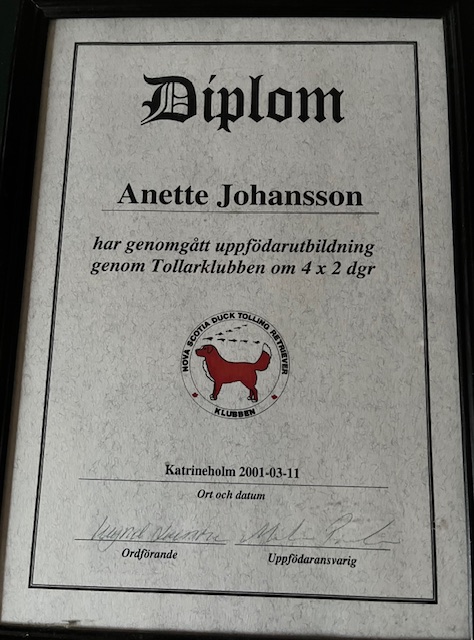 Diplom
Anette Johansson
har genomgått uppfödarutbildning
genom Tollarklubben om 4 x 2 dgr
NOVA SCOTIA DUCK TOLLING RETRIEVER
KLUBBEN
Katrineholm 2001-03-11
Ort och datum
Ordförande
Uppfödaransvarig